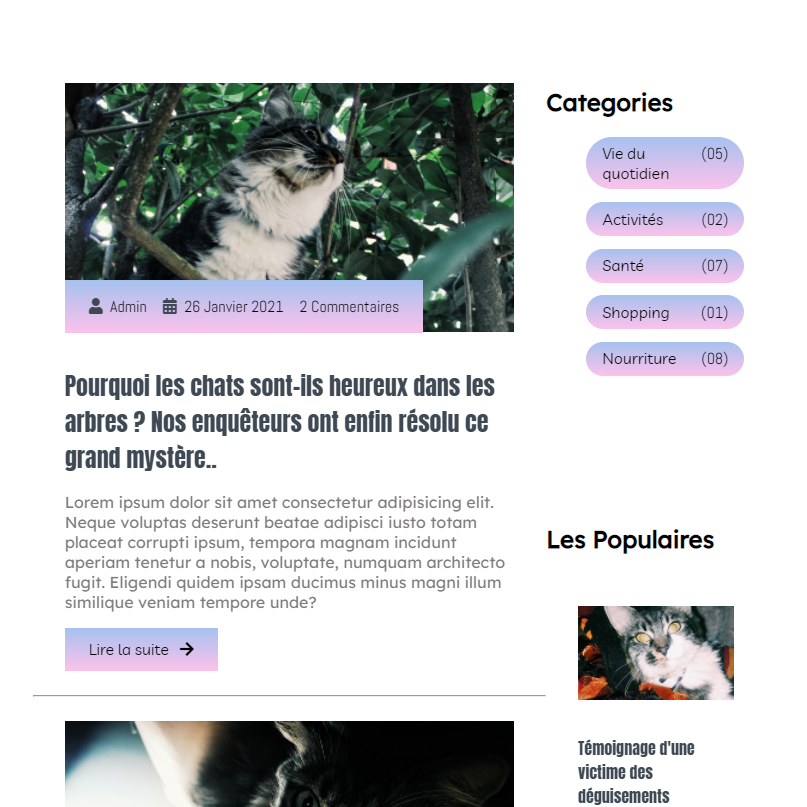 Admin 26 Janvier 2021 2 Commentaires
Pourquoi les chats sont-ils heureux dans les
arbres ? Nos enquêteurs ont enfin résolu ce
grand mystère..
Lorem ipsum dolor sit amet consectetur adipisicing elit.
Neque voluptas deserunt beatae adipisci iusto totam
placeat corrupti ipsum, tempora magnam incidunt
aperiam tenetur a nobis, voluptate, numquam architecto
fugit. Eligendi quidem ipsam ducimus minus magni illum
similique veniam tempore unde?
Lire la suite
Categories
Vie du (05)
quotidien
Activités (02)
Santé (07)
Shopping (01)
Nourriture (08)
Les Populaires
Témoignage d'une
victime des
déguisements